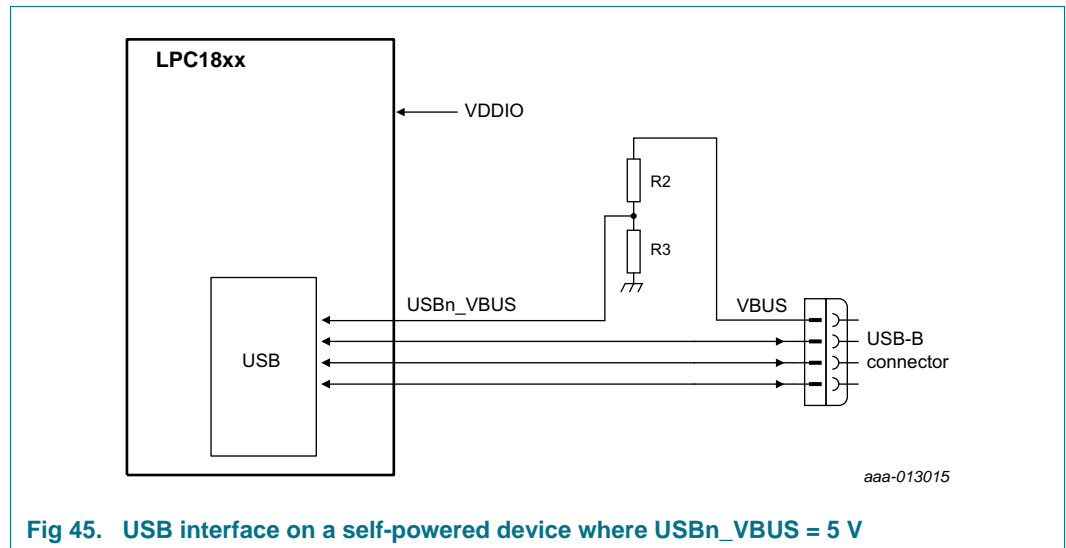 LPC18xx
VDDIO
R2
R3
USBn_VBUS
VBUS
USB
USB-B
connector
aaa-013015
Fig 45. USB interface on a self-powered device where USBn_VBUS = 5 V